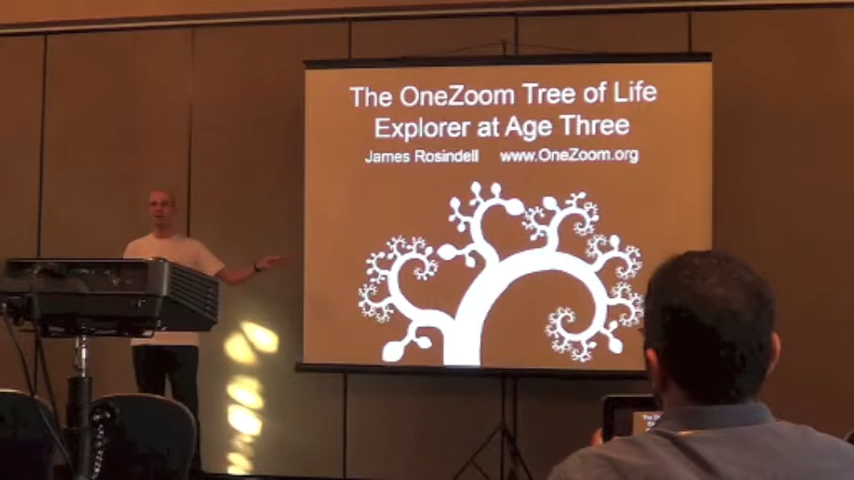 The OneZoom Tree of Life
Explorer at Age Three
James Rosindell www.OneZoom.org